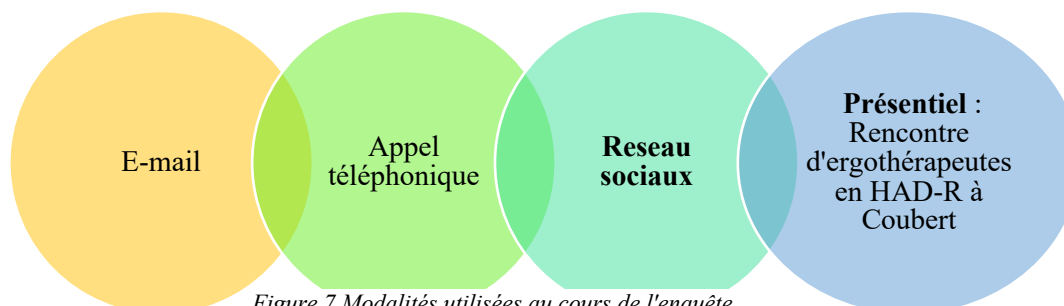 E-mail
Appel
téléphonique
Reseau
sociaux
Présentiel :
Rencontre
d'ergothérapeutes
en HAD-R à
Coubert
Figure 7 Modalités utilisées au cours de l'enquête